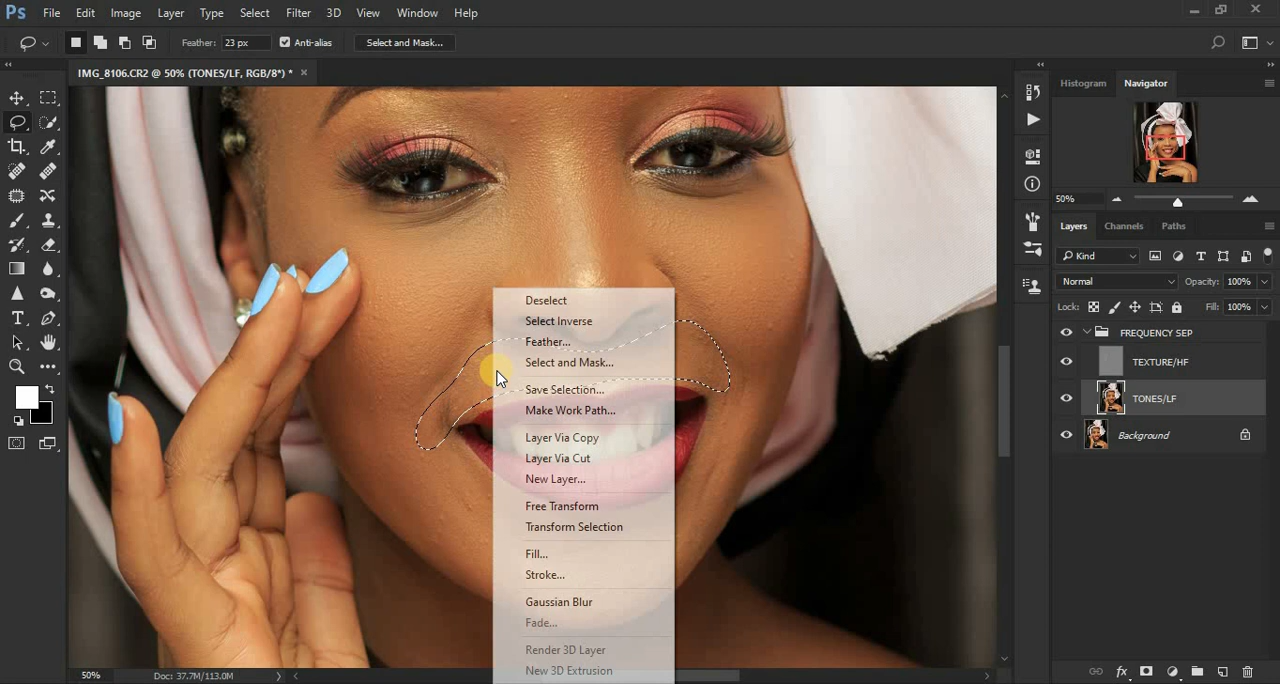 Ps File Edit Image Layer Type Select Filter 3D View Window Help
Feather: 23 px Anti-alias Select and Mask...
IMG_8106.CR2 @ 50% (TONES/LF, RGB/8*) *
Histogram Navigator
50%
Layers Channels Paths
Kind
Normal Opacity: 100%
Lock: Fill: 100%
FREQUENCY SEP
TEXTURE/HF
TONES/LF
Background
Deselect
Select Inverse
Feather...
Select and Mask...
Save Selection...
Make Work Path...
Layer Via Copy
Layer Via Cut
New Layer...
Free Transform
Transform Selection
Fill...
Stroke...
Gaussian Blur
Fade...
Render 3D Layer
New 3D Extrusion
50% Doc: 37.7M/113.0M